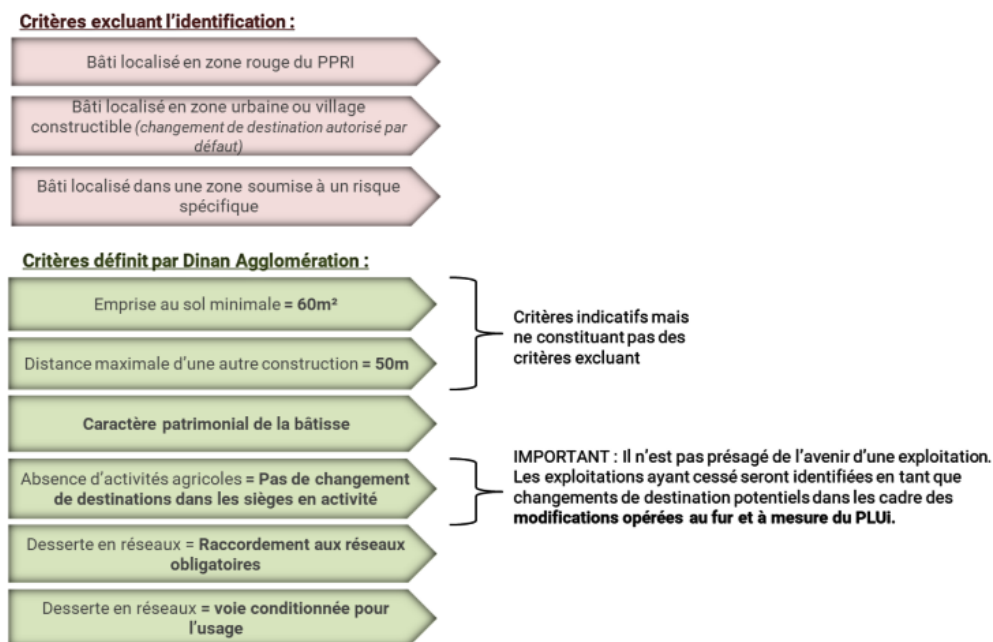 Critères excluant l'identification :
Bâti localisé en zone rouge du PPRI
Bâti localisé en zone urbaine ou village
constructible (changement de destination autorisé par
défaut)
Bâti localisé dans une zone soumise à un risque
spécifique
Critères définit par Dinan Agglomération :
Emprise au sol minimale = 60m²
Distance maximale d'une autre construction = 50m
Critères indicatifs mais
ne constituant pas des
critères excluant
Caractère patrimonial de la bâtisse
Absence d'activités agricoles = Pas de changement
de destinations dans les sièges en activité
IMPORTANT : Il n'est pas présagé de l'avenir d'une exploitation.
Les exploitations ayant cessé seront identifiées en tant que
changements de destination potentiels dans les cadre des
modifications opérées au fur et à mesure du PLUi.
Desserte en réseaux = Raccordement aux réseaux
obligatoires
Desserte en réseaux = voie conditionnée pour
l'usage